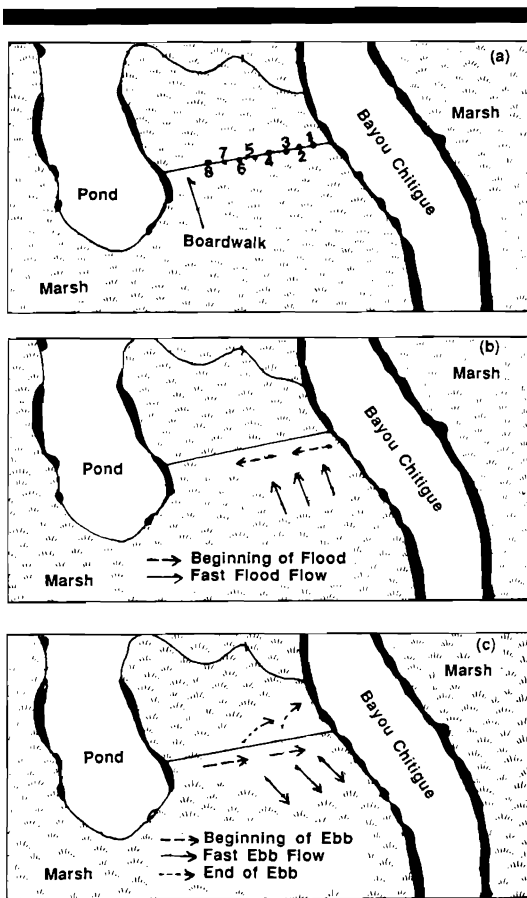 (a)
Marsh
Bayou Chitigue
1
3
2
5
4
7
6
8
Pond
Boardwalk
Marsh
(b)
Marsh
Bayou Chitigue
Pond
Beginning of Flood
Fast Flood Flow
Marsh
(c)
Marsh
Bayou Chitigue
Pond
Beginning of Ebb
Fast Ebb Flow
End of Ebb
Marsh